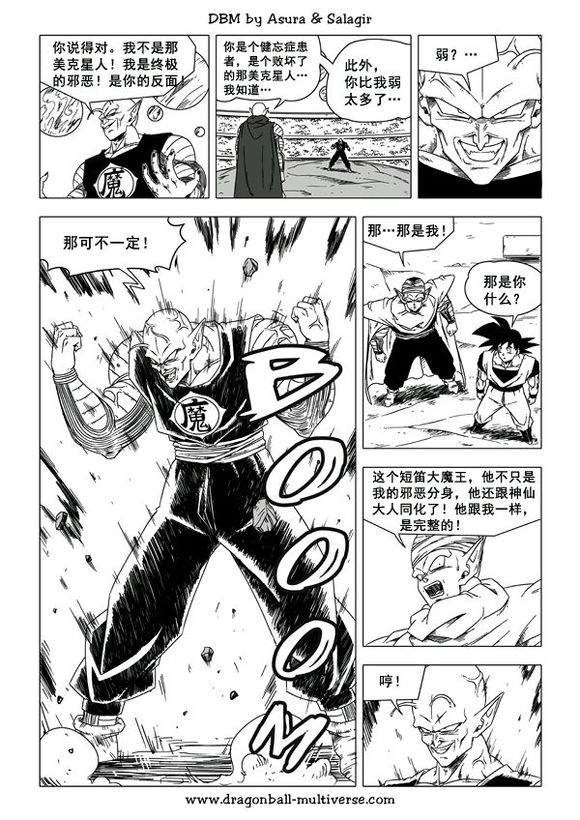 DBM by Asura & Salagir
你说得对。我不是那
美克星人！我是终极
的邪恶！是你的反面！
你是个健忘症患
者，是个败坏了
的那美克星人…
我知道…
此外，
你比我弱
太多了…
弱？…
魔
那可不一定！
魔
BOOOOM
那…那是我！
那是你
什么？
这个短笛大魔王，他不只是
我的邪恶分身，他还跟神仙
大人同化了！他跟我一样，
是完整的！
哼！
www.dragonball-multiverse.com